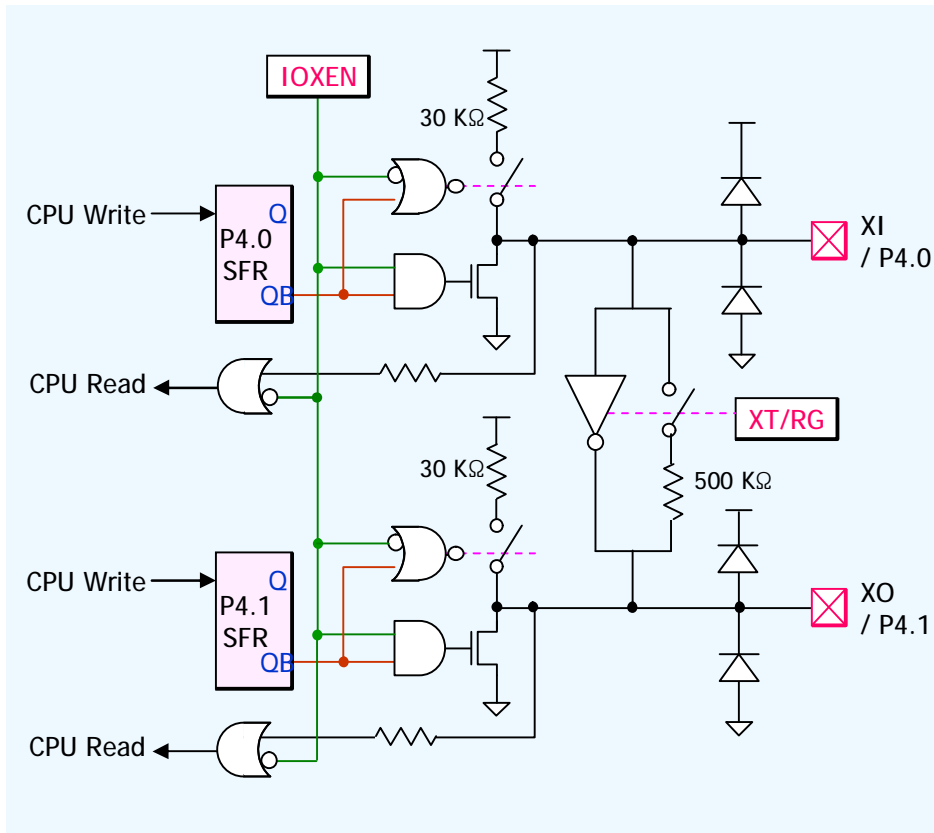 IOXEN
30 KΩ
CPU Write
Q
P4.0
SFR
QB
XI
/ P4.0
CPU Read
XT/RG
30 KΩ
500 KΩ
CPU Write
Q
P4.1
SFR
QB
XO
/ P4.1
CPU Read